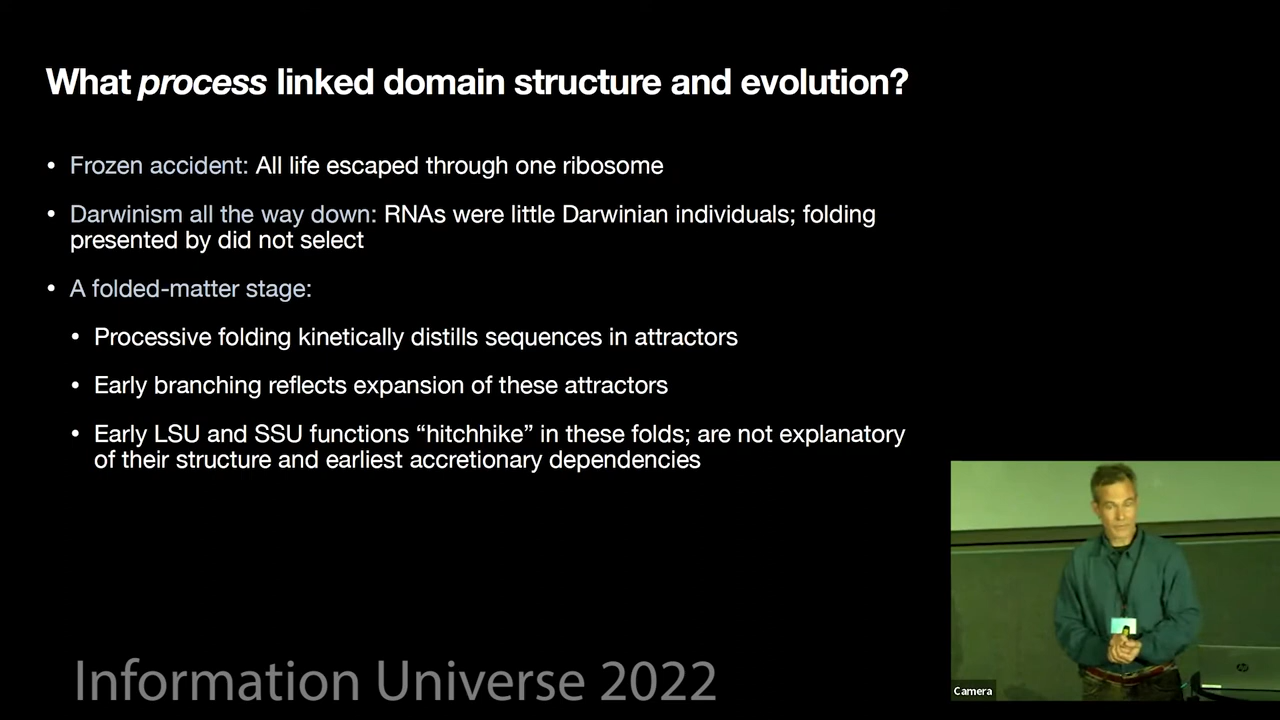 What process linked domain structure and evolution?
• Frozen accident: All life escaped through one ribosome
• Darwinism all the way down: RNAs were little Darwinian individuals; folding
presented by did not select
• A folded-matter stage:
• Processive folding kinetically distills sequences in attractors
• Early branching reflects expansion of these attractors
• Early LSU and SSU functions “hitchhike” in these folds; are not explanatory
of their structure and earliest accretionary dependencies
Information Universe 2022
hp
Camera